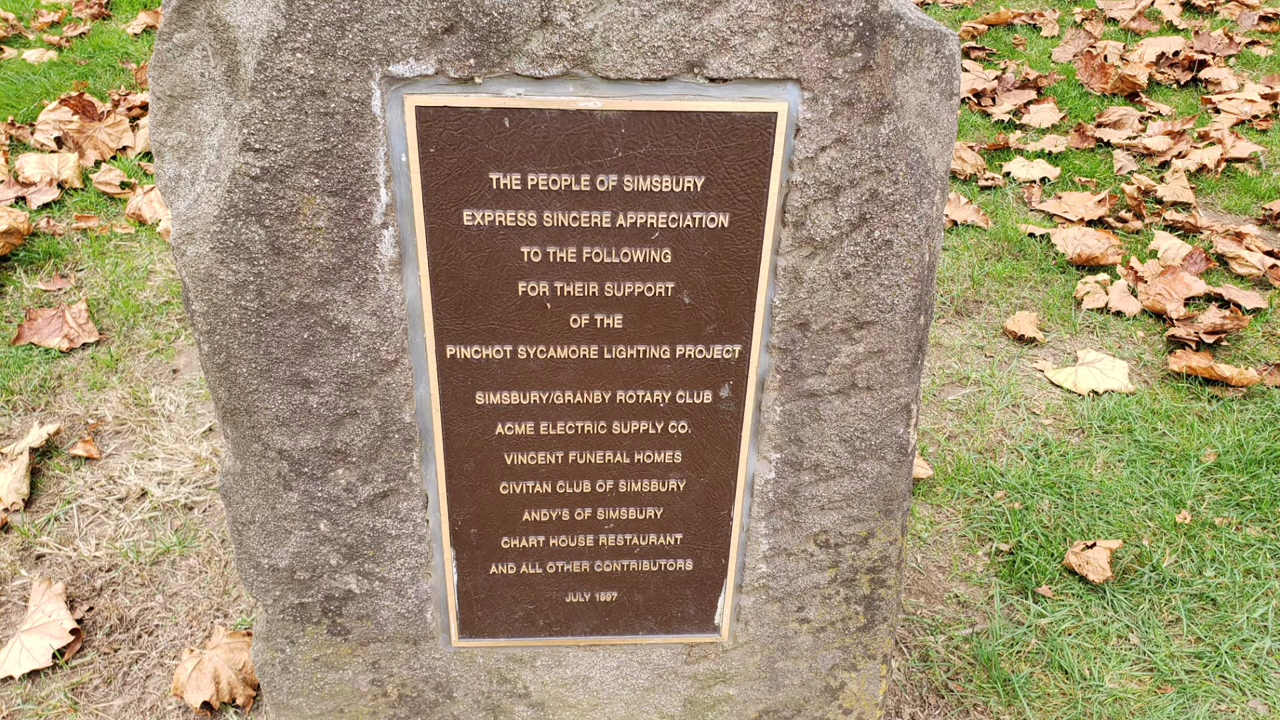 THE PEOPLE OF SIMSBURY
EXPRESS SINCERE APPRECIATION
TO THE FOLLOWING
FOR THEIR SUPPORT
OF THE
PINCHOT SYCAMORE LIGHTING PROJECT
SIMSBURY/GRANBY ROTARY CLUB
ACME ELECTRIC SUPPLY CO.
VINCENT FUNERAL HOMES
CIVITAN CLUB OF SIMSBURY
ANDY'S OF SIMSBURY
CHART HOUSE RESTAURANT
AND ALL OTHER CONTRIBUTORS
JULY 1997